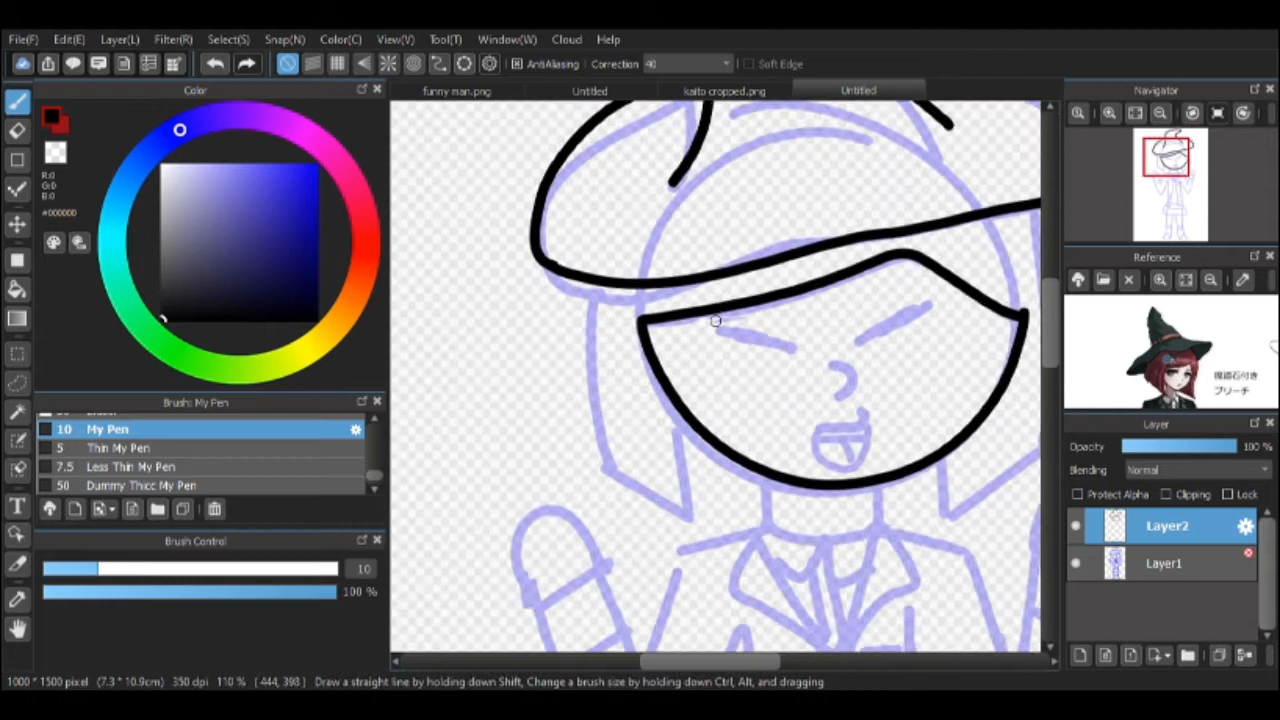 File(F) Edit(E) Layer(L) Filter(R) Select(S) Snap(N) Color(C) View(V) Tool(T) Window(W) Cloud Help
AntiAliasing Correction 40 Soft Edge
Color
funny man.png Untitled kaito cropped.png Untitled
Navigator
R:0
G:0
B:0
#000000
Reference
魔道石付き
ブリーチ
Brush: My Pen
10 My Pen
5 Thin My Pen
7.5 Less Thin My Pen
50 Dummy Thicc My Pen
Brush Control
10
100 %
Layer
Opacity 100 %
Blending Normal
Protect Alpha Clipping Lock
Layer2
Layer1
1000 * 1500 pixel (7.3 * 10.9cm) 350 dpi 110 % ( 444, 393 ) Draw a straight line by holding down Shift, Change a brush size by holding down Ctrl, Alt, and dragging